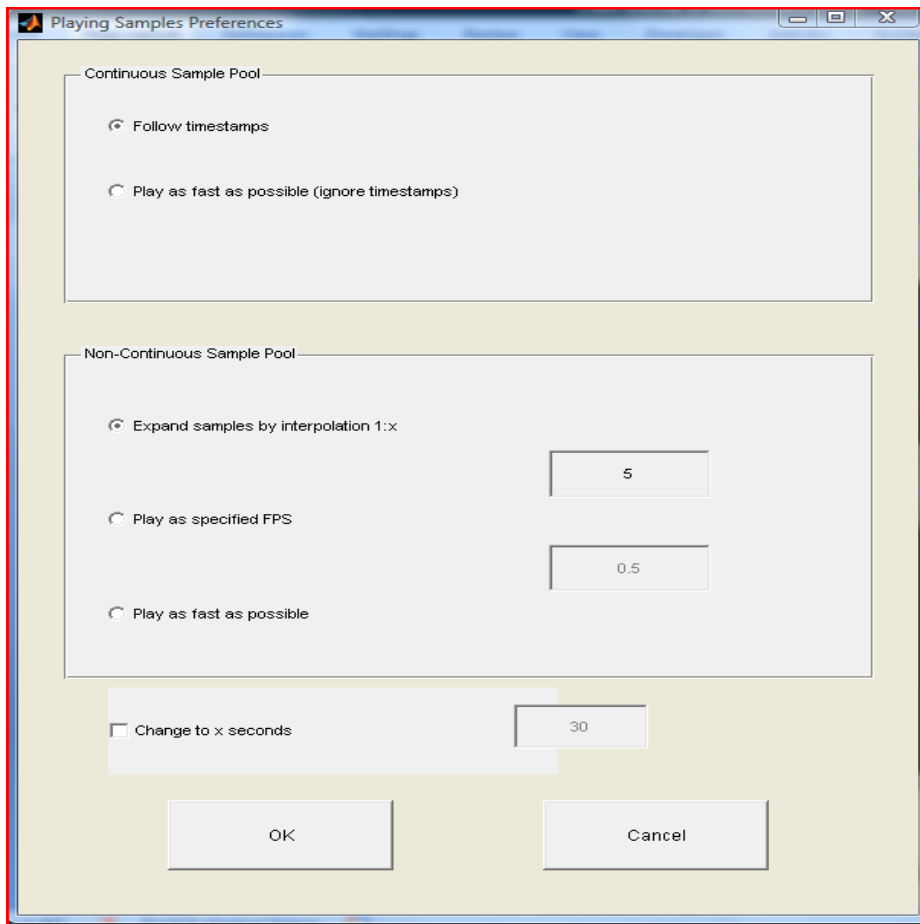 Playing Samples Preferences
Continuous Sample Pool
Follow timestamps
Play as fast as possible (ignore timestamps)
Non-Continuous Sample Pool
Expand samples by interpolation 1:x
5
Play as specified FPS
0.5
Play as fast as possible
Change to x seconds
30
OK
Cancel